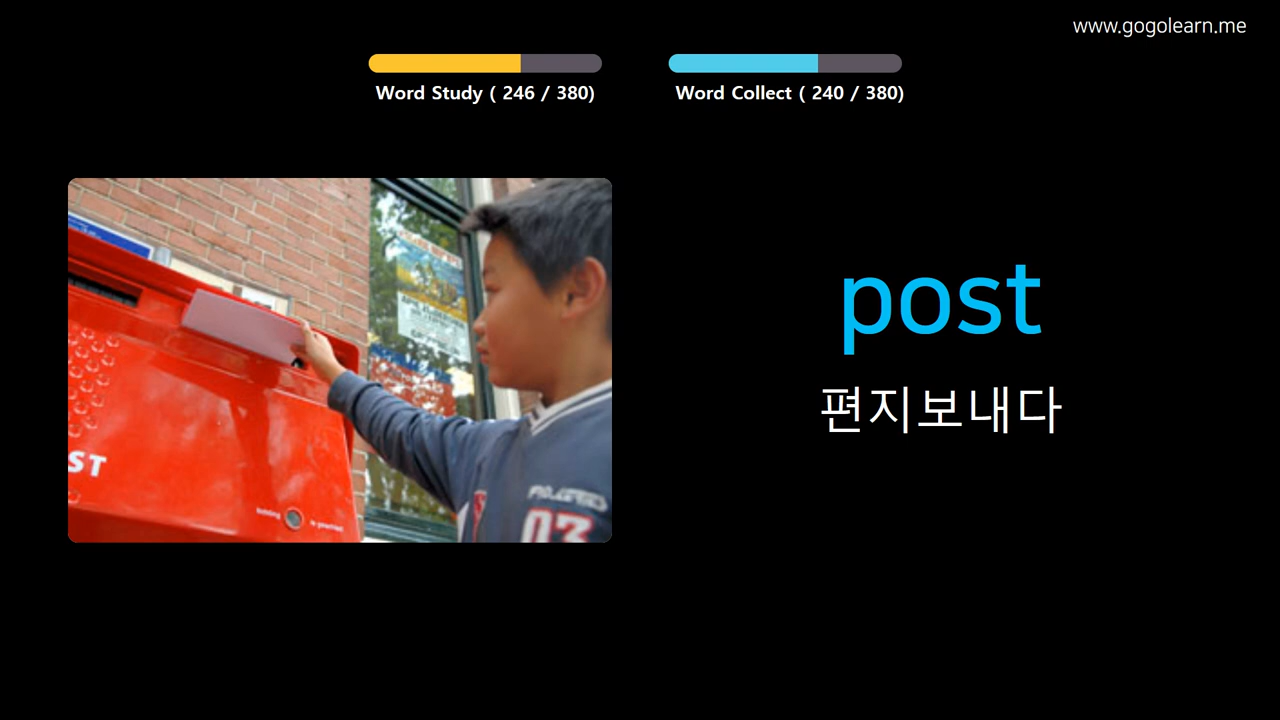 www.gogolearn.me
Word Study ( 246 / 380)
Word Collect ( 240 / 380)
post
편지보내다
ST
03